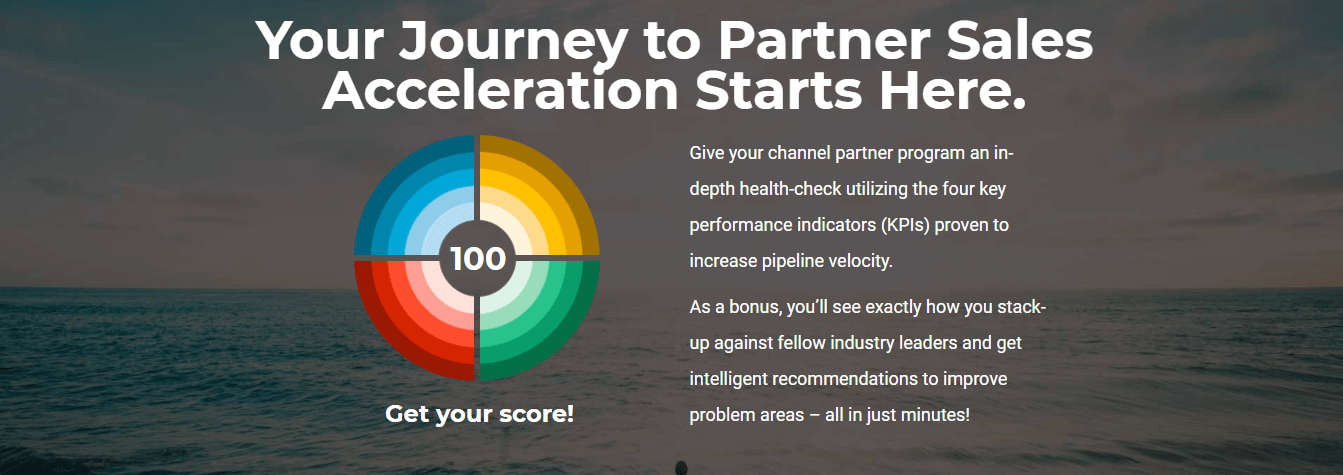 Your Journey to Partner Sales
Acceleration Starts Here.
100
Get your score!
Give your channel partner program an in-
depth health-check utilizing the four key
performance indicators (KPIs) proven to
increase pipeline velocity.
As a bonus, you’ll see exactly how you stack-
up against fellow industry leaders and get
intelligent recommendations to improve
problem areas – all in just minutes!